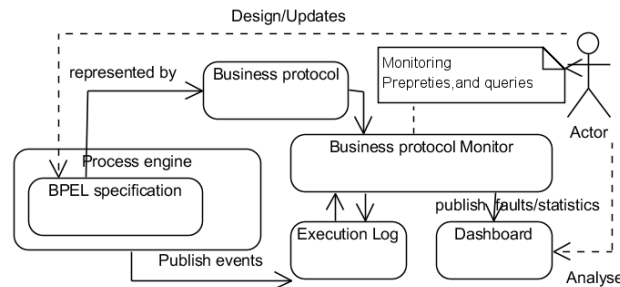 Design/Updates
Monitoring
Prepreties,and queries
represented by
Business protocol
Actor
Process engine
Business protocol Monitor
BPEL specification
publish faults/statistics
Execution Log
Dashboard
Publish events
Analyse